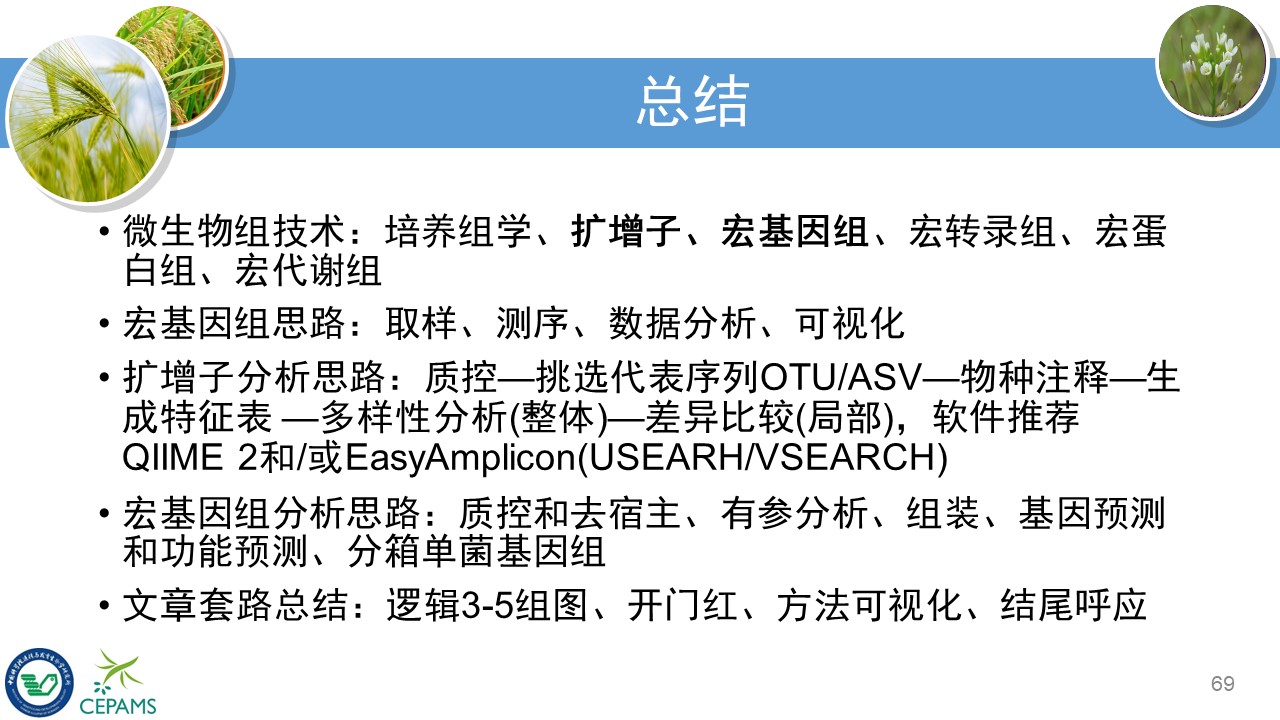 总结
• 微生物组技术：培养组学、扩增子、宏基因组、宏转录组、宏蛋
白组、宏代谢组
• 宏基因组思路：取样、测序、数据分析、可视化
• 扩增子分析思路：质控—挑选代表序列OTU/ASV—物种注释—生
成特征表 —多样性分析(整体)—差异比较(局部)，软件推荐
QIIME 2和/或EasyAmplicon(USEARH/VSEARCH)
• 宏基因组分析思路：质控和去宿主、有参分析、组装、基因预测
和功能预测、分箱单菌基因组
• 文章套路总结：逻辑3-5组图、开门红、方法可视化、结尾呼应
CEPAMS
69